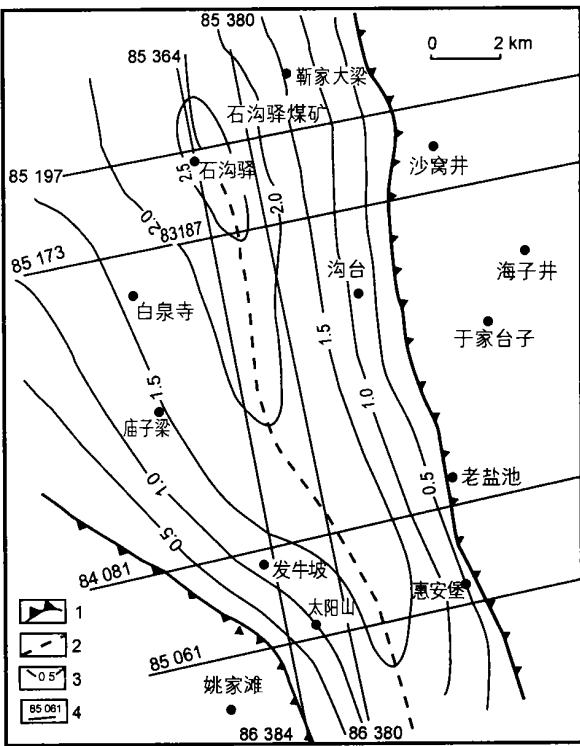 85 380
0 2 km
85 364
靳家大梁
石沟驿煤矿
沙窝井
85 197
2.5
石沟驿
2.0
2.0
83187
85 173
沟台
海子井
白泉寺
于家台子
1.5
1.5
1.0
庙子梁
1.0
0.5
老盐池
0.5
发牛坡
84 081
惠安堡
太阳山
1
2
85 061
0 5
3
姚家滩
85 061
4
86 384
86 380